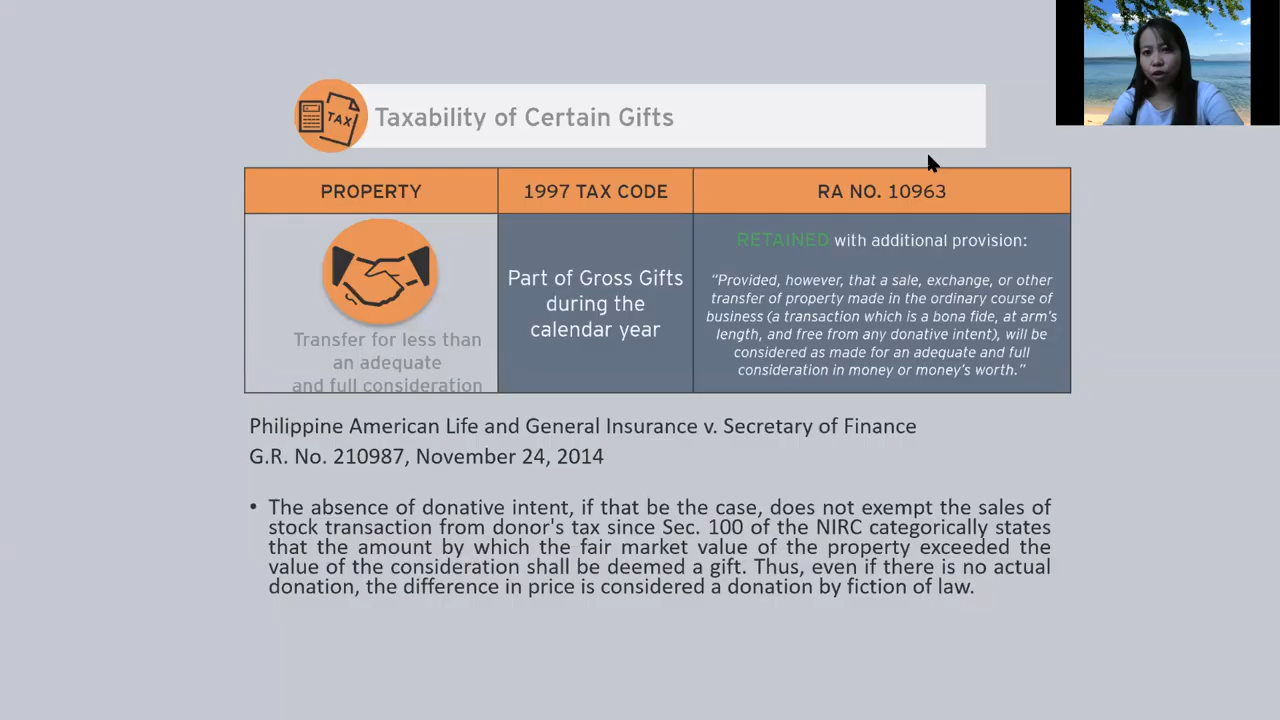 TAX
Taxability of Certain Gifts
PROPERTY
1997 TAX CODE
RA NO. 10963
Transfer for less than
an adequate
and full consideration
Part of Gross Gifts
during the
calendar year
RETAINED with additional provision:
“Provided, however, that a sale, exchange, or other
transfer of property made in the ordinary course of
business (a transaction which is a bona fide, at arm’s
length, and free from any donative intent), will be
considered as made for an adequate and full
consideration in money or money’s worth.”
Philippine American Life and General Insurance v. Secretary of Finance
G.R. No. 210987, November 24, 2014
• The absence of donative intent, if that be the case, does not exempt the sales of
stock transaction from donor's tax since Sec. 100 of the NIRC categorically states
that the amount by which the fair market value of the property exceeded the
value of the consideration shall be deemed a gift. Thus, even if there is no actual
donation, the difference in price is considered a donation by fiction of law.